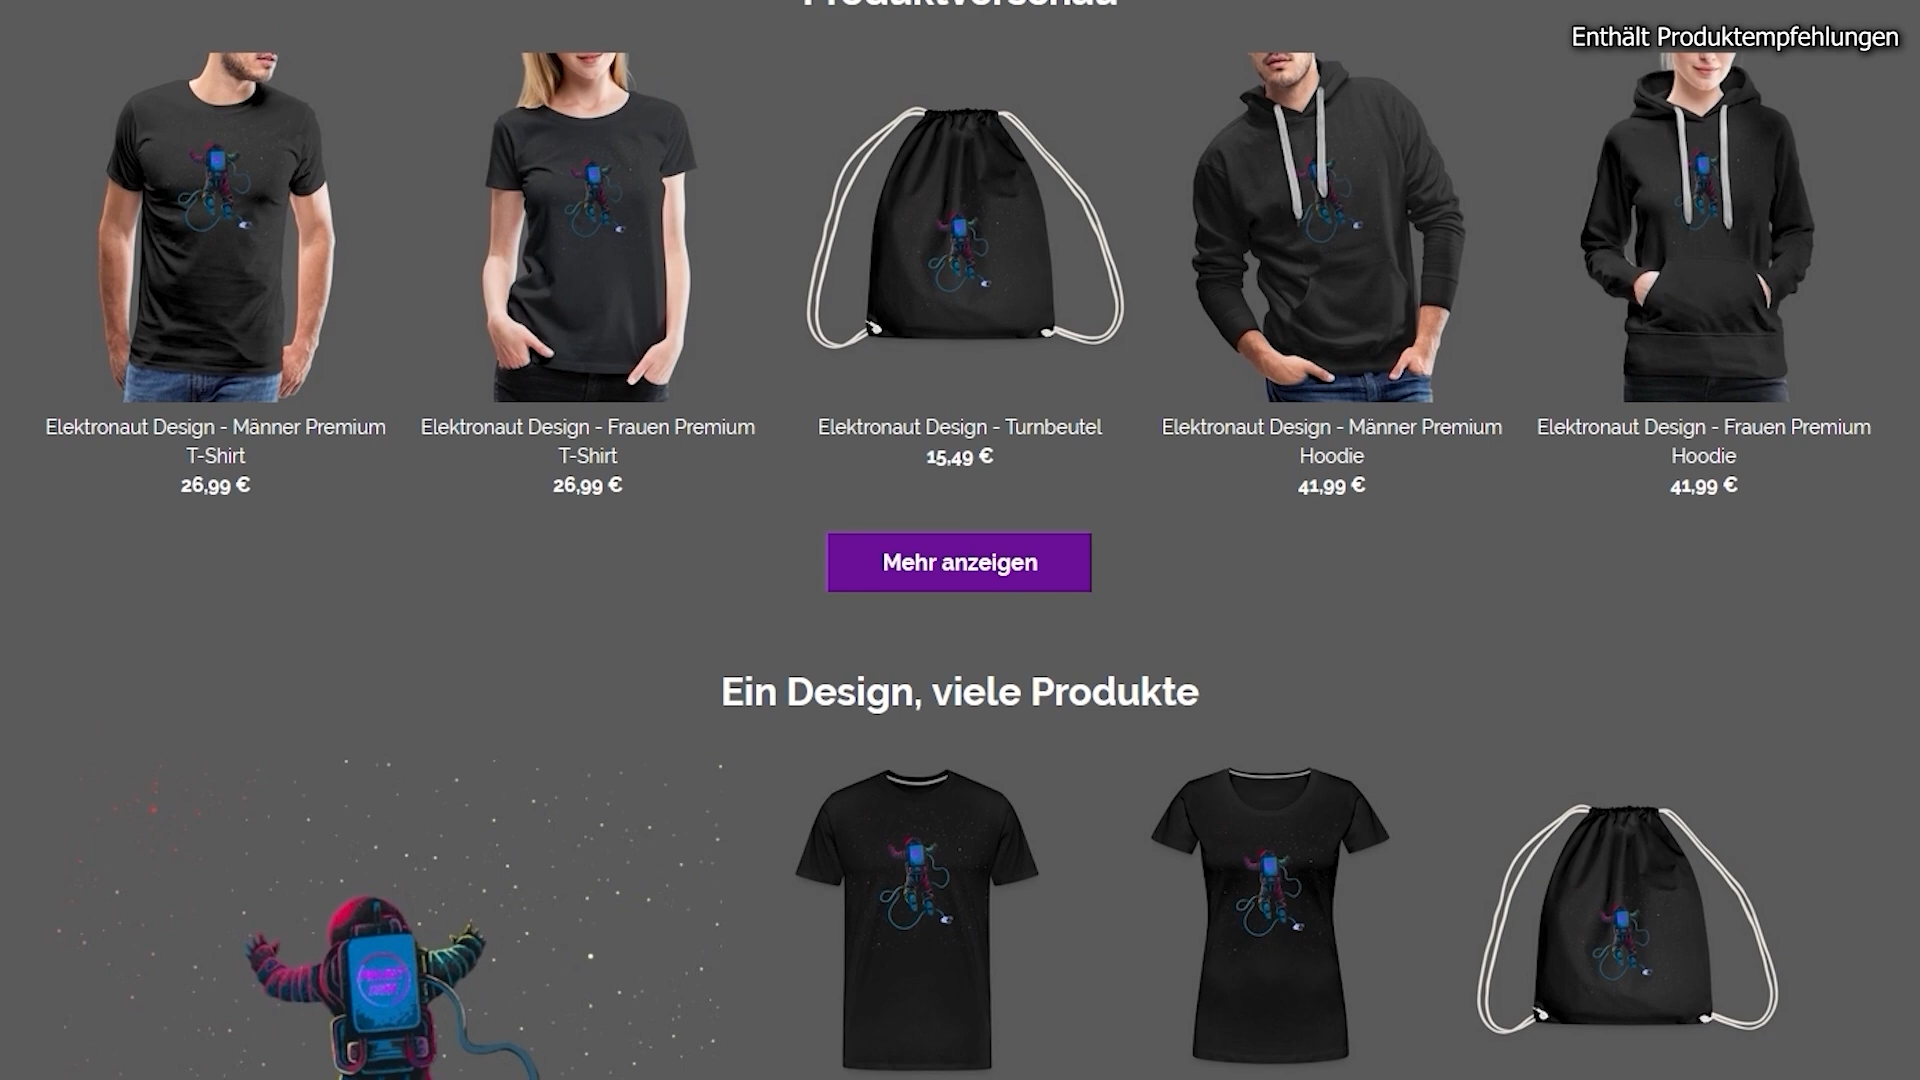 Produktvorschau
Enthält Produktempfehlungen
Elektronaut Design - Männer Premium
T-Shirt
26,99 €
Elektronaut Design - Frauen Premium
T-Shirt
26,99 €
Elektronaut Design - Turnbeutel
15,49 €
Elektronaut Design - Männer Premium
Hoodie
41,99 €
Elektronaut Design - Frauen Premium
Hoodie
41,99 €
Mehr anzeigen
Ein Design, viele Produkte